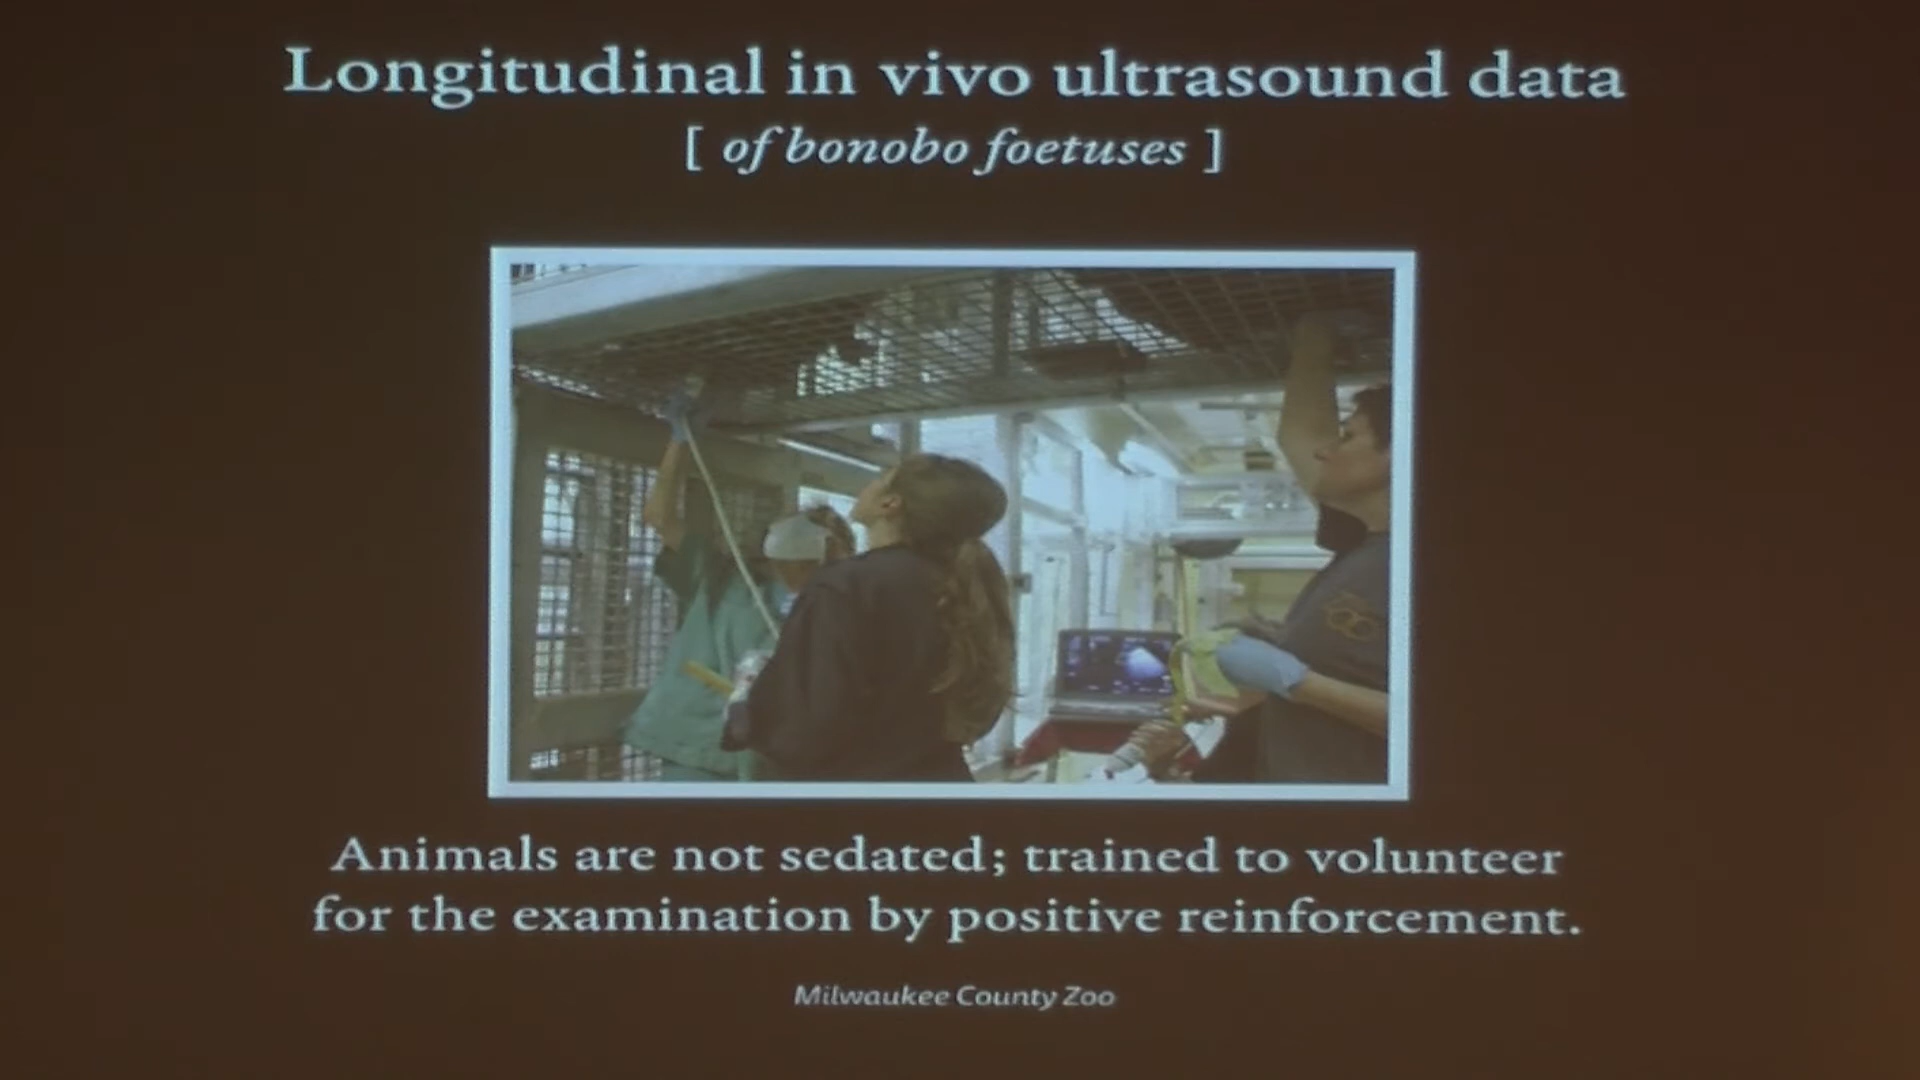 Longitudinal in vivo ultrasound data
[ of bonobo foetuses ]
Animals are not sedated; trained to volunteer
for the examination by positive reinforcement.
Milwaukee County Zoo